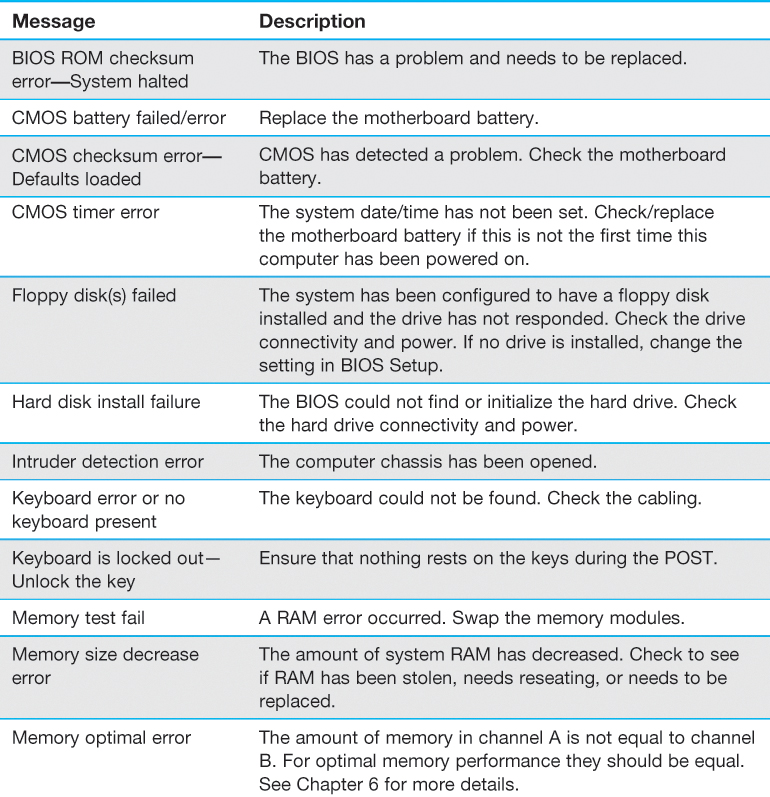 Message Description
BIOS ROM checksum
error—System halted
The BIOS has a problem and needs to be replaced.
CMOS battery failed/error
Replace the motherboard battery.
CMOS checksum error—
Defaults loaded
CMOS has detected a problem. Check the motherboard
battery.
CMOS timer error
The system date/time has not been set. Check/replace
the motherboard battery if this is not the first time this
computer has been powered on.
Floppy disk(s) failed
The system has been configured to have a floppy disk
installed and the drive has not responded. Check the drive
connectivity and power. If no drive is installed, change the
setting in BIOS Setup.
Hard disk install failure
The BIOS could not find or initialize the hard drive. Check
the hard drive connectivity and power.
Intruder detection error
The computer chassis has been opened.
Keyboard error or no
keyboard present
The keyboard could not be found. Check the cabling.
Keyboard is locked out—
Unlock the key
Ensure that nothing rests on the keys during the POST.
Memory test fail
A RAM error occurred. Swap the memory modules.
Memory size decrease
error
The amount of system RAM has decreased. Check to see
if RAM has been stolen, needs reseating, or needs to be
replaced.
Memory optimal error
The amount of memory in channel A is not equal to channel
B. For optimal memory performance they should be equal.
See Chapter 6 for more details.